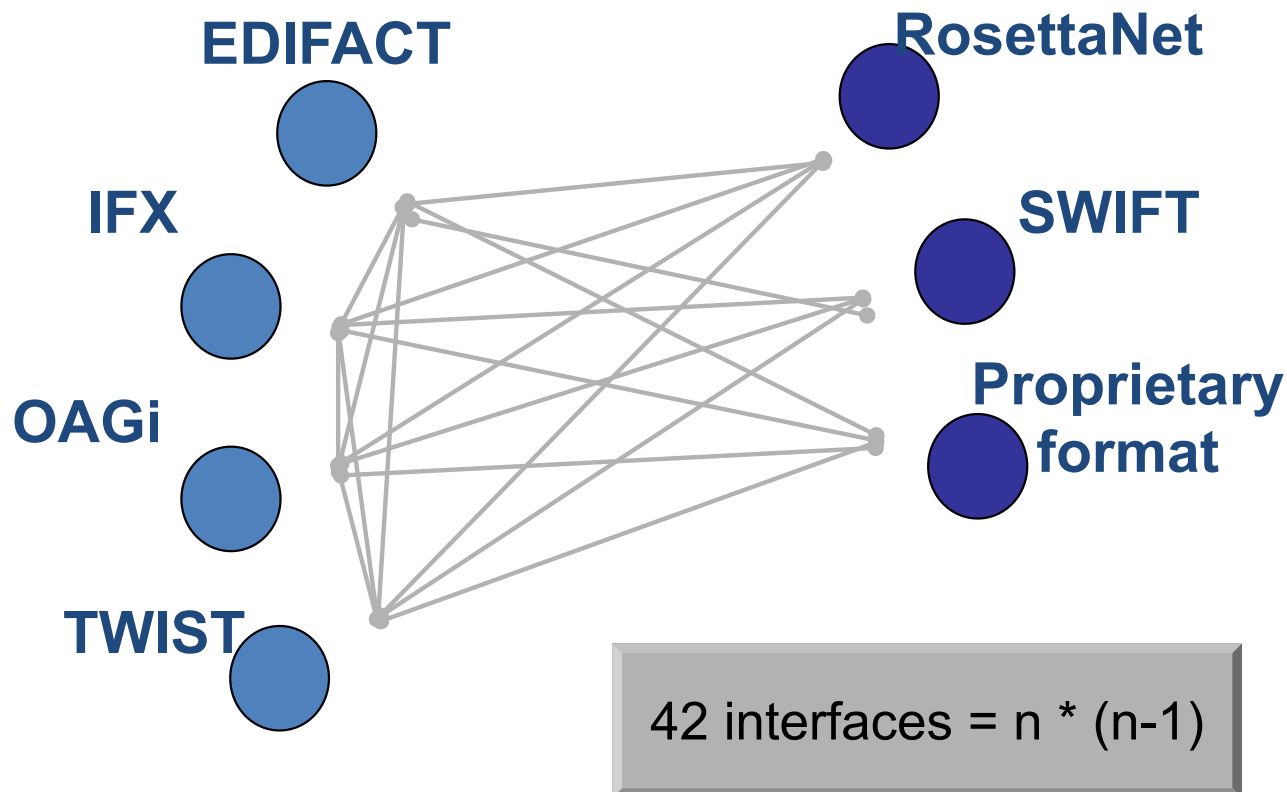 EDIFACT
RosettaNet
IFX
SWIFT
Proprietary
format
OAGi
TWIST
42 interfaces = n * (n-1)